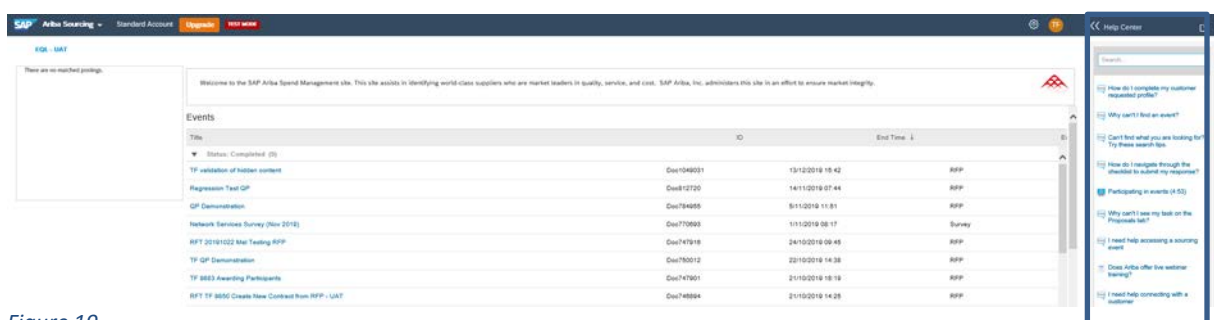 SAP Ariba Sourcing Standard Account Upgrade TEST MODE TF Help Center
KQA - UAT
There are no matched postings.
Welcome to the SAP Ariba Spend Management site. This site assists in identifying world-class suppliers who are market leaders in quality, service, and cost. SAP Ariba, Inc. administers this site in an effort to ensure market integrity.
Events
Title ID End Time ↓
Status: Completed (9)
TF validation of hidden content Doc1048031 13/12/2019 16:42 RFP
Regression Test QP Doc812720 14/11/2019 07:44 RFP
QP Demonstration Doc784955 5/11/2019 11:51 RFP
Network Services Survey (Nov 2019) Doc770693 1/11/2019 08:17 Survey
RFT 20191022 Mel Testing RFP Doc747916 24/10/2019 09:45 RFP
TF QP Demonstration Doc750012 22/10/2019 14:38 RFP
TF 8683 Awarding Participants Doc747901 21/10/2019 16:19 RFP
RFT TF 8650 Create New Contract from RFP - UAT Doc746894 21/10/2019 14:25 RFP
Search...
How do I complete my customer
requested profile?
Why can't I find an event?
Can't find what you are looking for?
Try these search tips.
How do I navigate through the
checklist to submit my response?
Participating in events (4:53)
Why can't I see my task on the
Proposals tab?
I need help accessing a sourcing
event
Does Ariba offer live webinar
training?
I need help connecting with a
customer